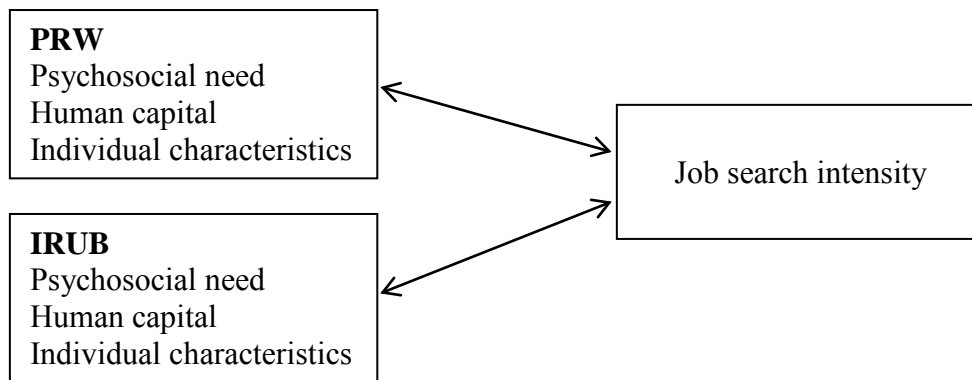 PRW
Psychosocial need
Human capital
Individual characteristics
Job search intensity
IRUB
Psychosocial need
Human capital
Individual characteristics